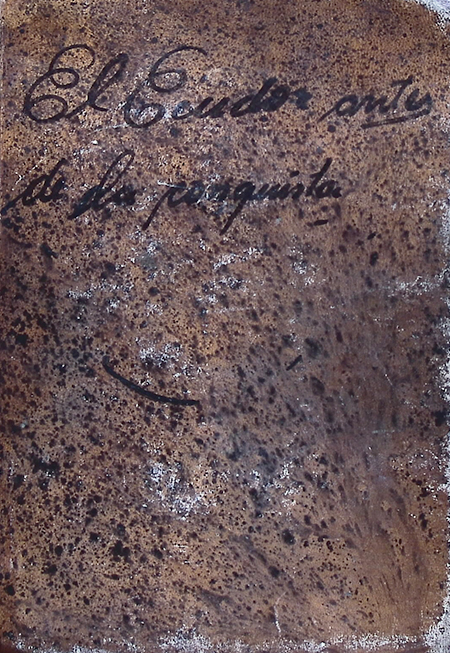 El Ecuador antes
de La conquista